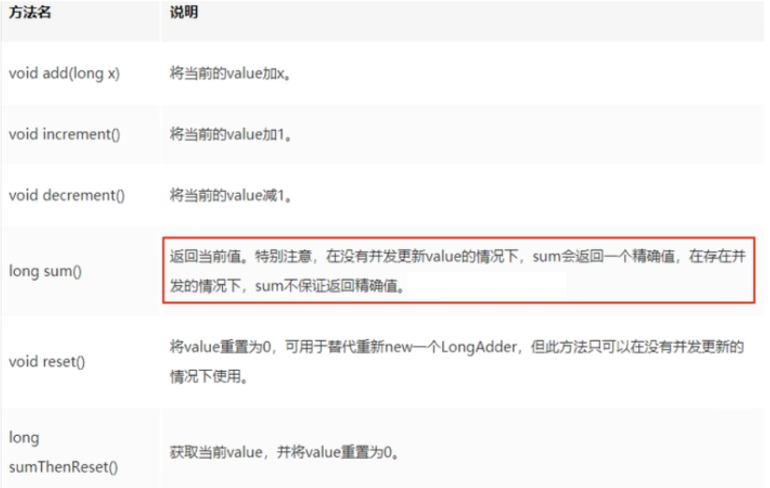 方法名 说明
void add(long x) 将当前的value加x。
void increment() 将当前的value加1。
void decrement() 将当前的value减1。
long sum() 返回当前值。特别注意，在没有并发更新value的情况下，sum会返回一个精确值，在存在并
发的情况下，sum不保证返回精确值。
void reset() 将value重置为0，可用于替代重新new一个LongAdder，但此方法只可以在没有并发更新的
情况下使用。
long
sumThenReset() 获取当前value，并将value重置为0。